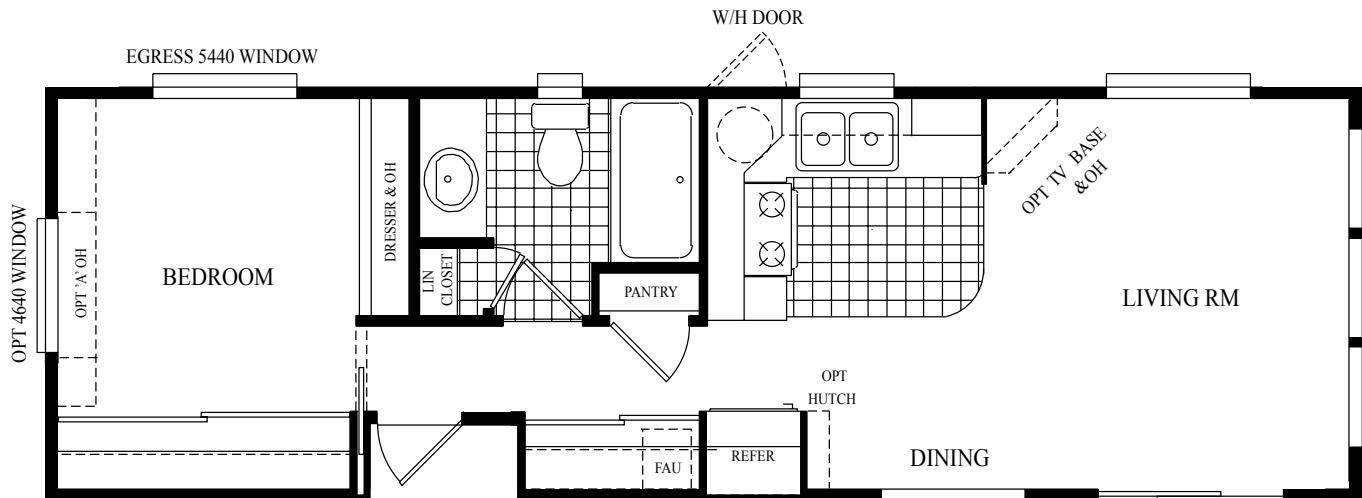 W/H DOOR
EGRESS 5440 WINDOW
OPT 4640 WINDOW
OPT 'A' OH
BEDROOM
DRESSER & OH
LIN
CLOSET
PANTRY
OPT TV BASE
&OH
LIVING RM
OPT
HUTCH
FAU
REFER
DINING